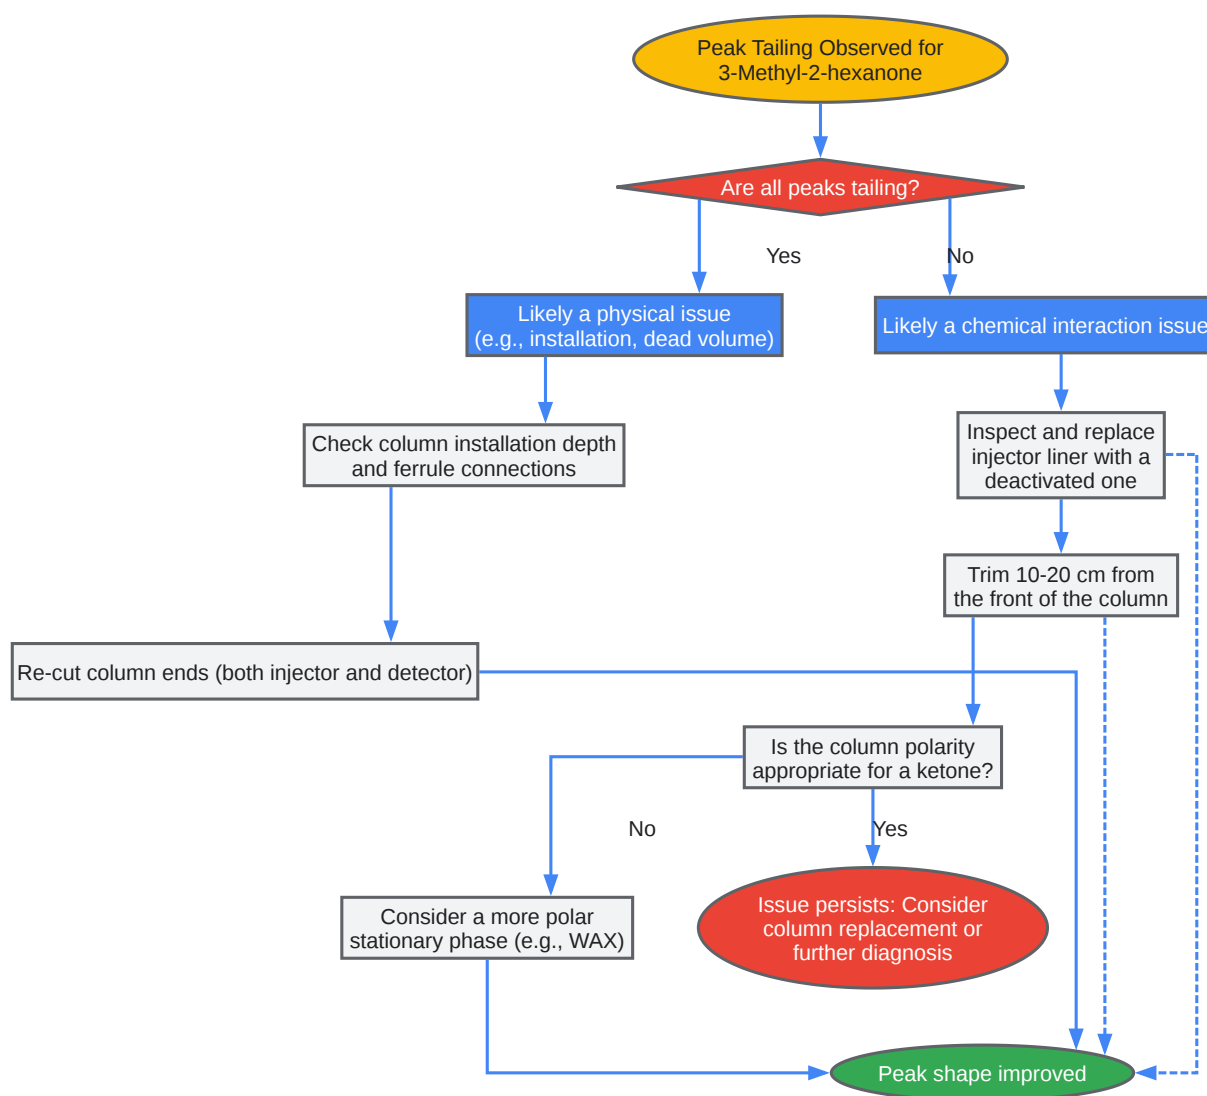 Peak Tailing Observed for
3-Methyl-2-hexanone
Are all peaks tailing?
Yes
No
Likely a physical issue
(e.g., installation, dead volume)
Likely a chemical interaction issue
Check column installation depth
and ferrule connections
Inspect and replace
injector liner with a
deactivated one
Trim 10-20 cm from
the front of the column
Re-cut column ends (both injector and detector)
Is the column polarity
appropriate for a ketone?
No
Yes
Consider a more polar
stationary phase (e.g., WAX)
Issue persists: Consider
column replacement or
further diagnosis
Peak shape improved